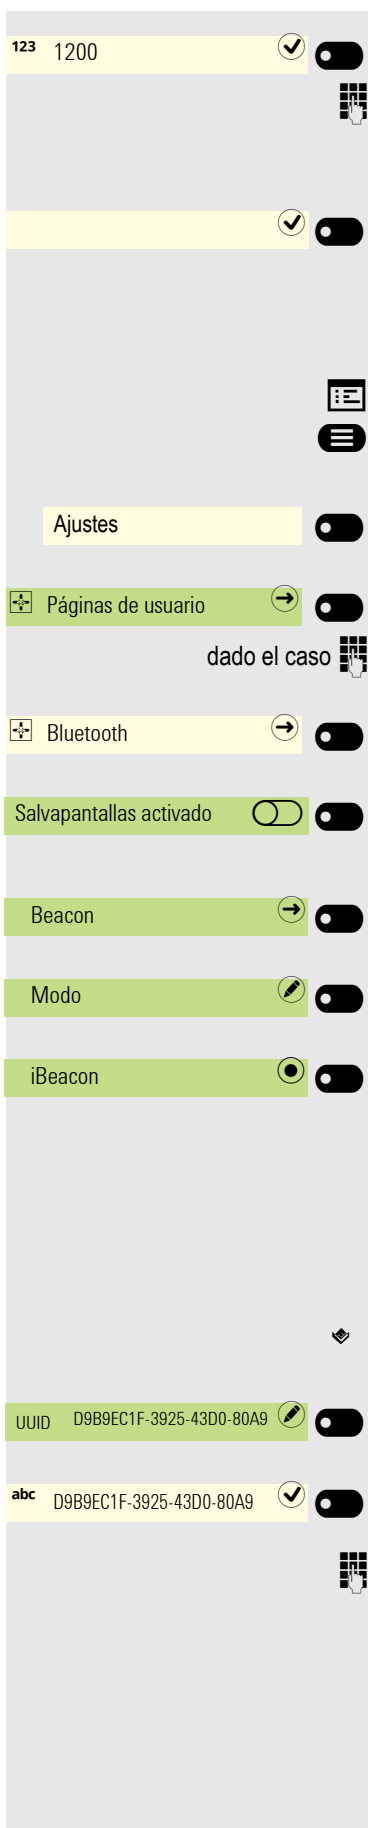 123 1200
Ajustes
Páginas de usuario
dado el caso
Bluetooth
Salvapantallas activado
Beacon
Modo
iBeacon
UUID D9B9EC1F-3925-43D0-80A9
abc D9B9EC1F-3925-43D0-80A9